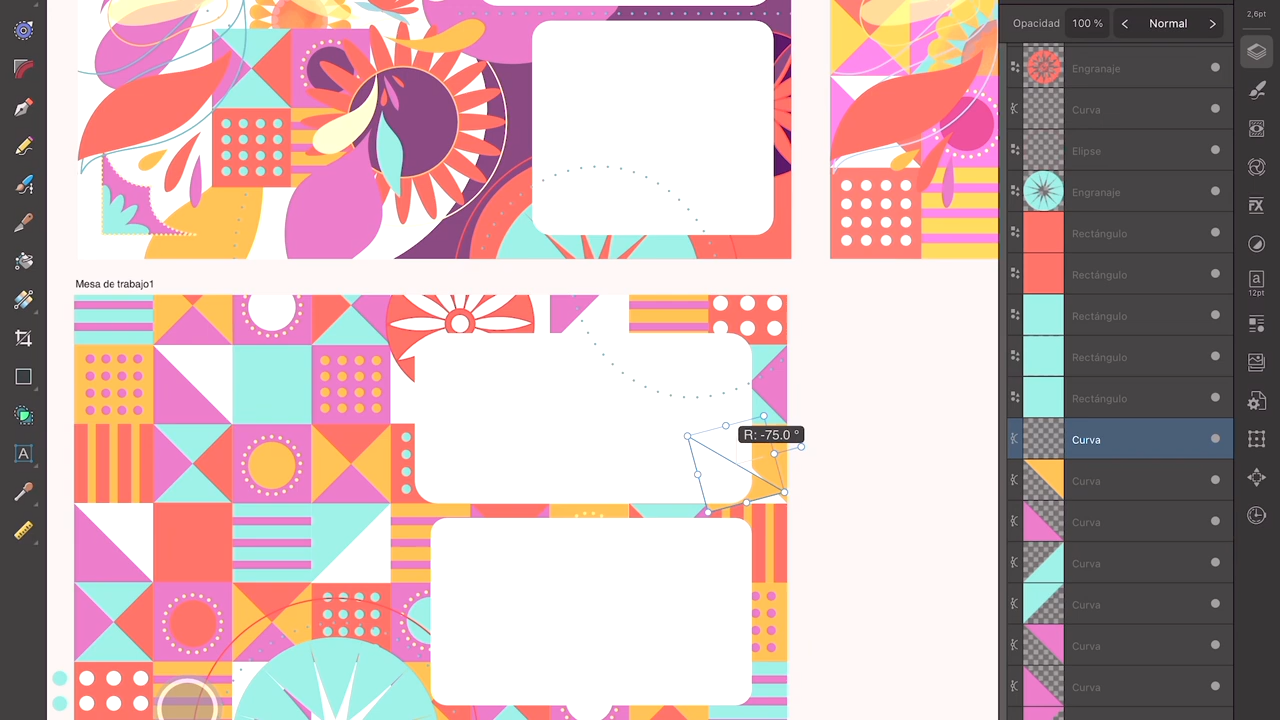 Opacidad 100 % < Normal >
2,6pt
Engranaje
Curva
Elipse
Engranaje
Rectángulo
Rectángulo
Rectángulo
Rectángulo
Rectángulo
Curva
Curva
Curva
Curva
Curva
Curva
Curva
FX
a
12pt
A
Mesa de trabajo1
R: -75.0 °